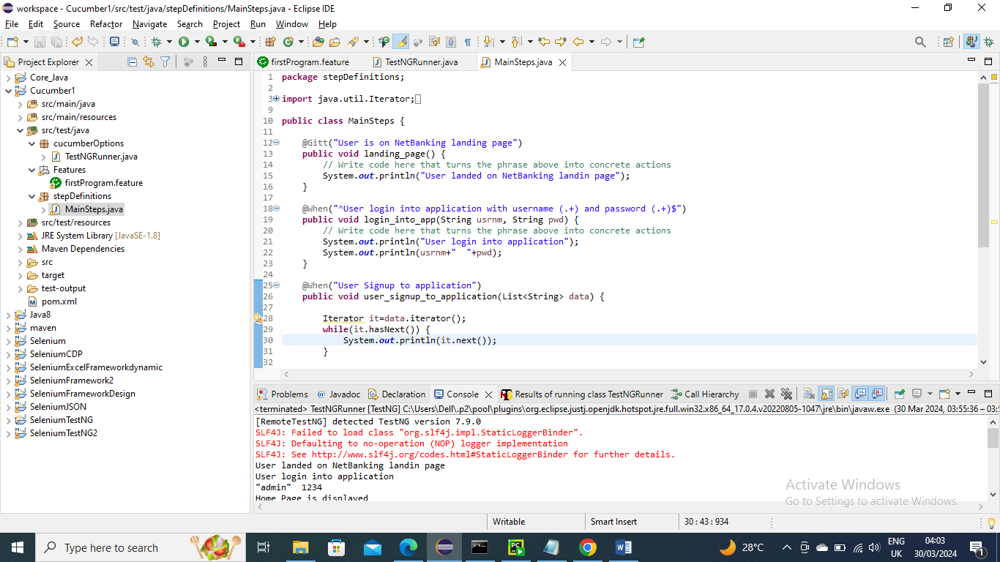 workspace - Cucumber1/src/test/java/stepDefinitions/MainSteps.java - Eclipse IDE
File Edit Source Refactor Navigate Search Project Run Window Help
Project Explorer
Core_Java
Cucumber1
src/main/java
src/main/resources
src/test/java
cucumberOptions
TestNGRunner.java
Features
firstProgram.feature
stepDefinitions
MainSteps.java
src/test/resources
JRE System Library [JavaSE-1.8]
Maven Dependencies
src
target
test-output
pom.xml
Java8
maven
Selenium
SeleniumCDP
SeleniumExcelFrameworkdynamic
SeleniumFramework2
SeleniumFrameworkDesign
SeleniumJSON
SeleniumTestNG
SeleniumTestNG2
firstProgram.feature TestNGRunner.java MainSteps.java
1 package stepDefinitions;
2
3 import java.util.Iterator;
9
10 public class MainSteps {
11
12 @Gitt("User is on NetBanking landing page")
13 public void landing_page() {
14 // Write code here that turns the phrase above into concrete actions
15 System.out.println("User landed on NetBanking landin page");
16 }
17
18 @When("^User login into application with username (.+) and password (.+)$")
19 public void login_into_app(String usrnm, String pwd) {
20 // Write code here that turns the phrase above into concrete actions
21 System.out.println("User login into application");
22 System.out.println(usrnm+"  "+pwd);
23 }
24
25 @When("User Signup to application")
26 public void user_signup_to_application(List<String> data) {
27
28 Iterator it=data.iterator();
29 while(it.hasNext()) {
30 System.out.println(it.next());
31 }
32
Problems Javadoc Declaration Console Results of running class TestNGRunner Call Hierarchy
<terminated> TestNGRunner [TestNG] C:\Users\Dell\.p2\pool\plugins\org.eclipse.justj.openjdk.hotspot.jre.full.win32.x86_64_17.0.4.v20220805-1047\jre\bin\javaw.exe (30 Mar 2024, 03:55:36 – 03:5
[RemoteTestNG] detected TestNG version 7.9.0
SLF4J: Failed to load class "org.slf4j.impl.StaticLoggerBinder".
SLF4J: Defaulting to no-operation (NOP) logger implementation
SLF4J: See http://www.slf4j.org/codes.html#StaticLoggerBinder for further details.
User landed on NetBanking landin page
User login into application
"admin"  1234
Home Page is displayed
Activate Windows
Go to Settings to activate Windows.
Writable Smart Insert 30 : 43 : 934
Type here to search
28°C
ENG
UK
04:03
30/03/2024
1